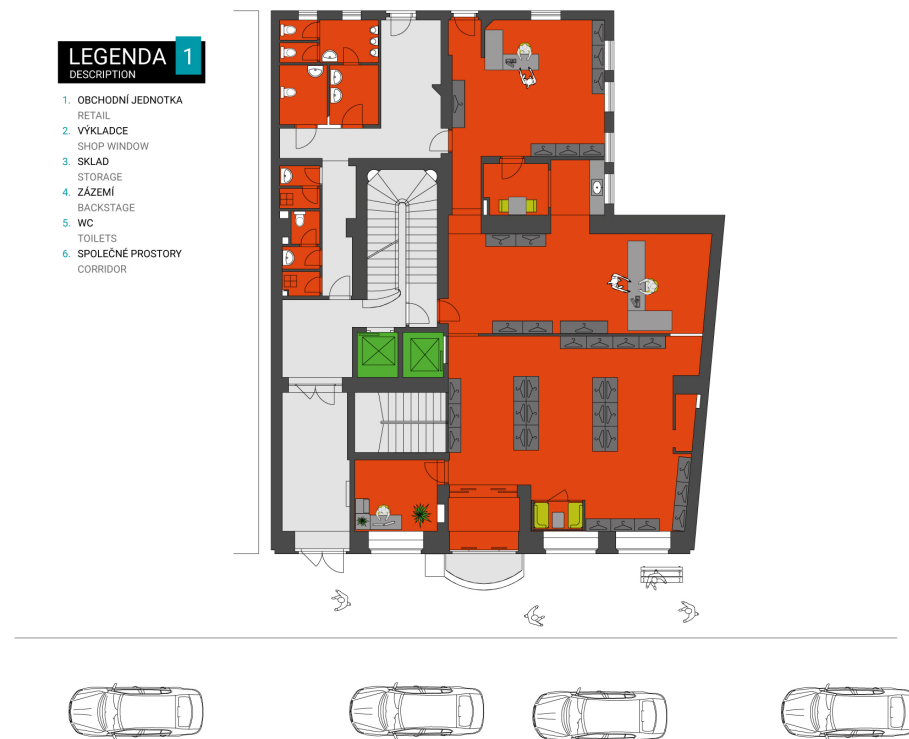 LEGENDA 1
DESCRIPTION
1. OBCHODNÍ JEDNOTKA
RETAIL
2. VÝKLADCE
SHOP WINDOW
3. SKLAD
STORAGE
4. ZÁZEMÍ
BACKSTAGE
5. WC
TOILETS
6. SPOLEČNÉ PROSTORY
CORRIDOR